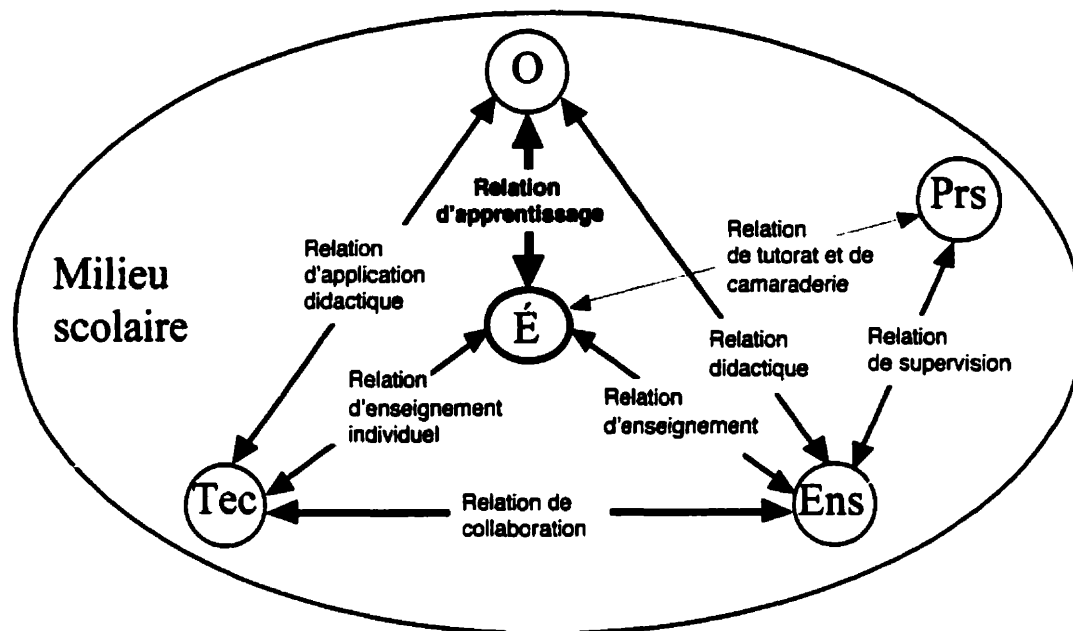 O
Relation
d'apprentissage
Prs
Relation
de tutorat et de
camaraderie
Relation
d'application
didactique
Milieu
scolaire
É
Relation
didactique
Relation
de supervision
Relation
d'enseignement
individuel
Relation
d'enseignement
Tec
Relation de
collaboration
Ens